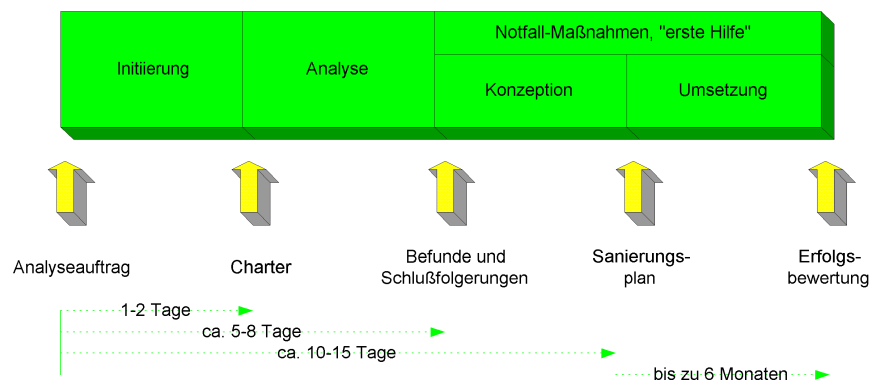 Notfall-Maßnahmen, "erste Hilfe"
Initiierung
Analyse
Konzeption
Umsetzung
Analyseauftrag
Charter
Befunde und
Schlußfolgerungen
Sanierungs-
plan
Erfolgs-
bewertung
1-2 Tage
ca. 5-8 Tage
ca. 10-15 Tage
bis zu 6 Monaten